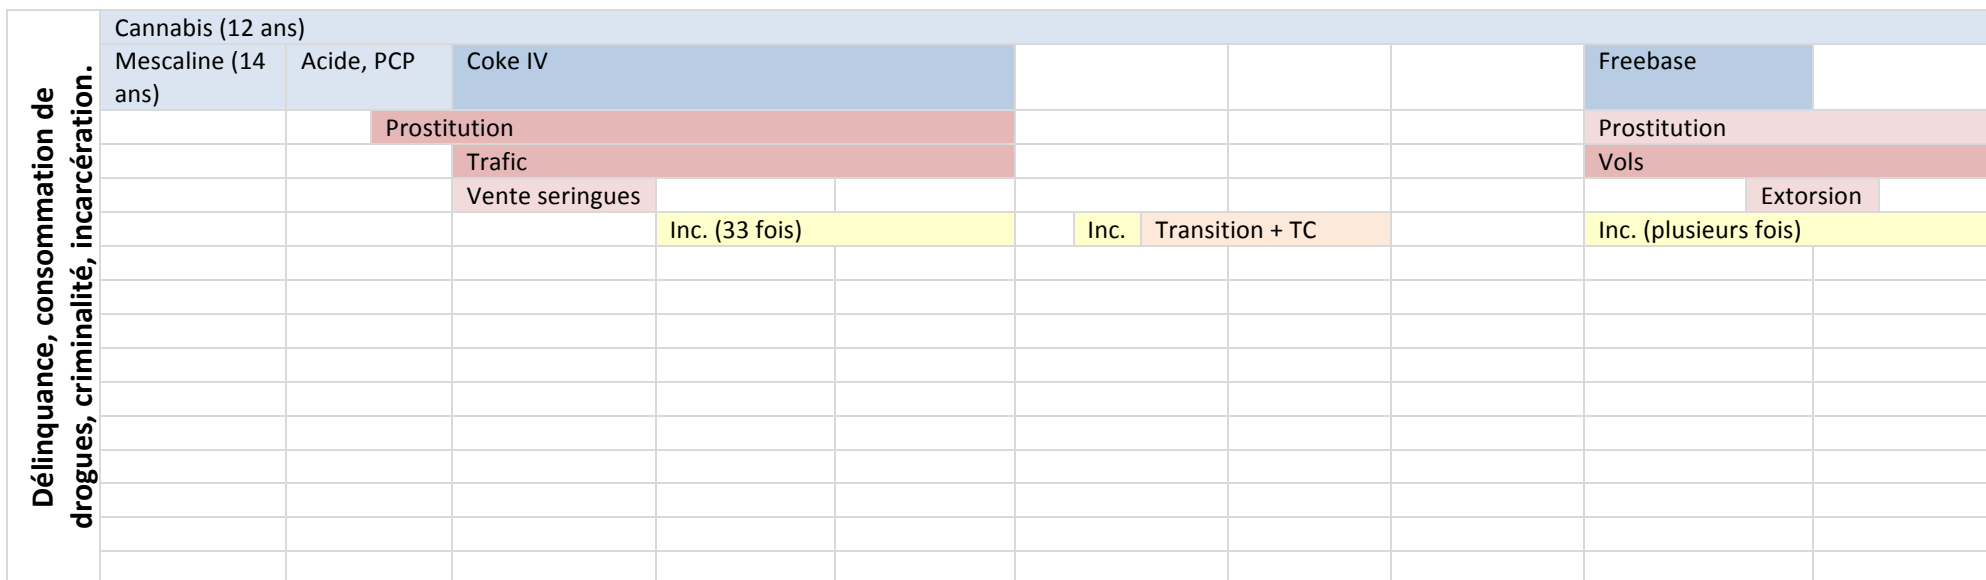 Délinquance, consommation de
drogues, criminalité, incarcération.
Cannabis (12 ans)
Mescaline (14
ans)
Acide, PCP
Coke IV
Freebase
Prostitution
Prostitution
Trafic
Vols
Vente seringues
Extorsion
Inc. (33 fois)
Inc.
Transition + TC
Inc. (plusieurs fois)